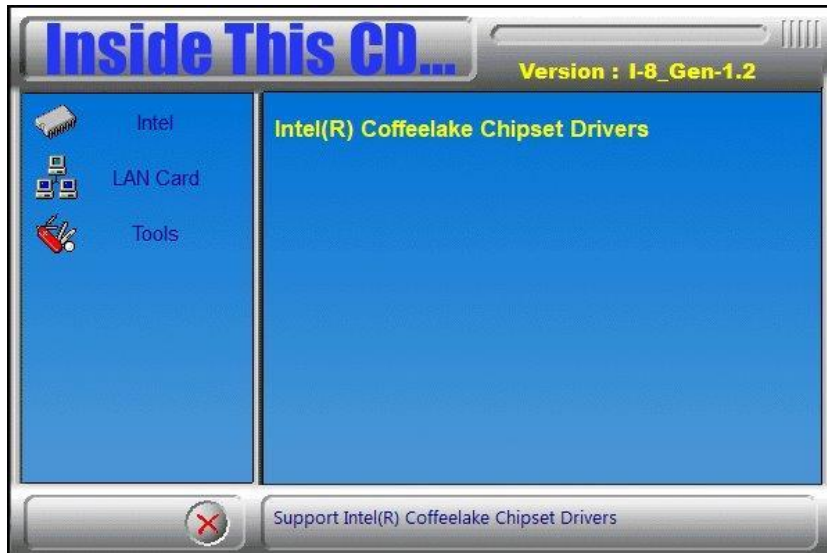 Inside This CD...
Version : I-8_Gen-1.2
Intel
LAN Card
Tools
Intel(R) Coffeelake Chipset Drivers
Support Intel(R) Coffeelake Chipset Drivers